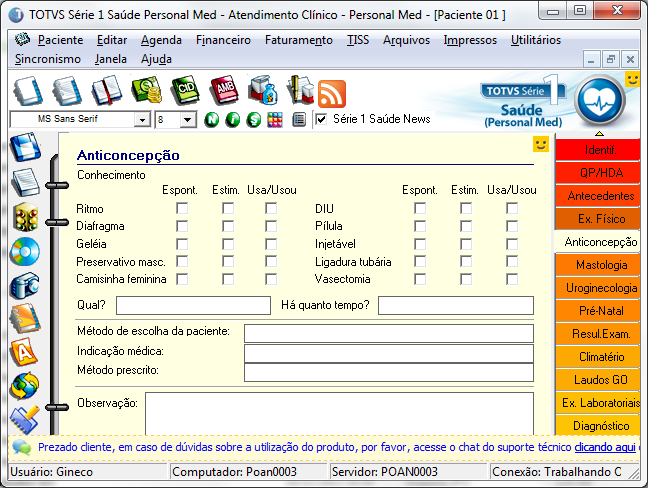 TOTVS Série 1 Saúde Personal Med - Atendimento Clínico - Personal Med - [Paciente 01 ]
Paciente Editar Agenda Financeiro Faturamento TISS Arquivos Impressos Utilitários
Sincronismo Janela Ajuda
CID AMB
TOTVS Série 1
Saúde
(Personal Med)
MS Sans Serif 8 N I S Série 1 Saúde News
Anticoncepção
Conhecimento
Espont. Estim. Usa/Usou Espont. Estim. Usa/Usou
Ritmo DIU
Diafragma Pílula
Geléia Injetável
Preservativo masc. Ligadura tubária
Camisinha feminina Vasectomia
Qual? Há quanto tempo?
Método de escolha da paciente:
Indicação médica:
Método prescrito:
Observação:
Identif.
QP/HDA
Antecedentes
Ex. Físico
Anticoncepção
Mastologia
Uroginecologia
Pré-Natal
Resul.Exam.
Climatério
Laudos GO
Ex. Laboratoriais
Diagnóstico
Prezado cliente, em caso de dúvidas sobre a utilização do produto, por favor, acesse o chat do suporte técnico clicando aqui
Usuário: Gineco Computador: Poan0003 Servidor: POAN0003 Conexão: Trabalhando C